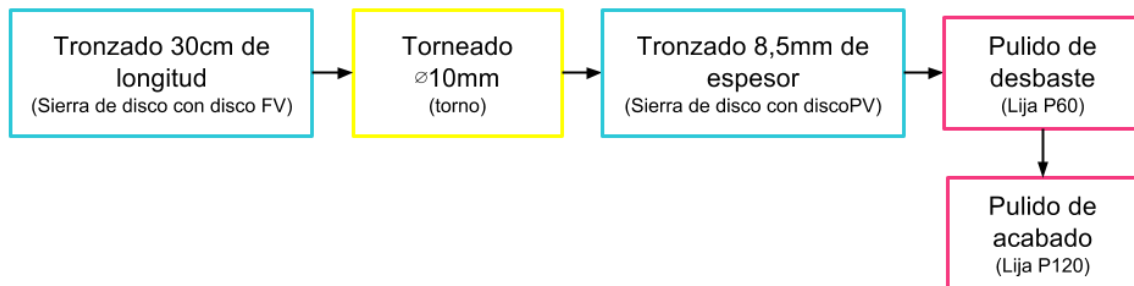 Tronzado 30cm de
longitud
(Sierra de disco con disco FV)
Torneado
⌀10mm
(torno)
Tronzado 8,5mm de
espesor
(Sierra de disco con discoPV)
Pulido de
desbaste
(Lija P60)
Pulido de
acabado
(Lija P120)